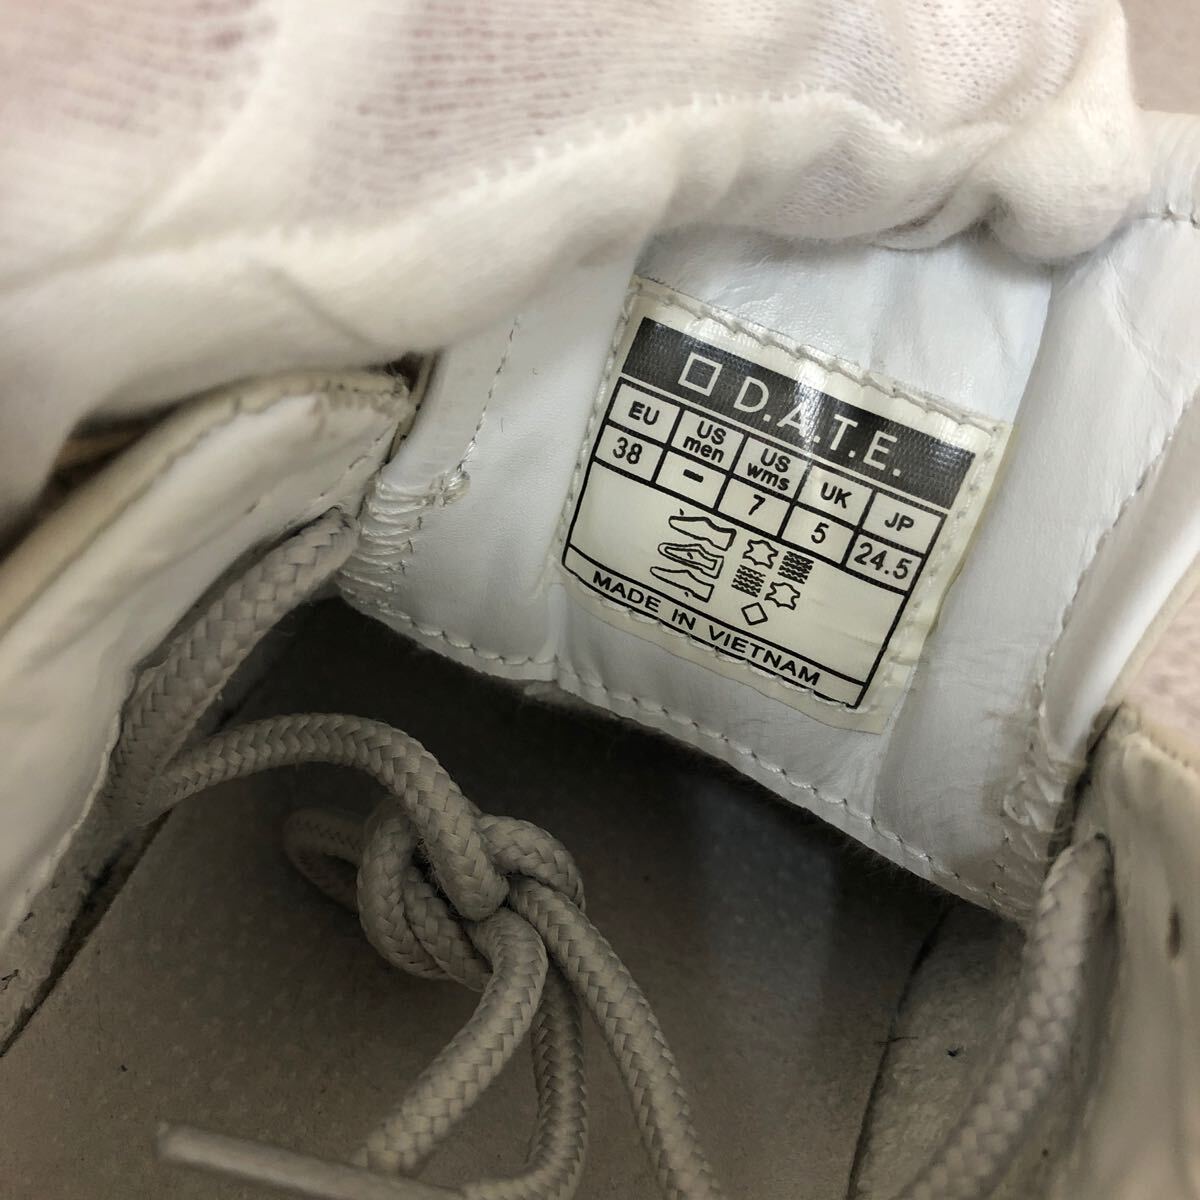 D.A.T.E.
EU US men US wms UK JP
38 - 7 5 24.5
MADE IN VIETNAM